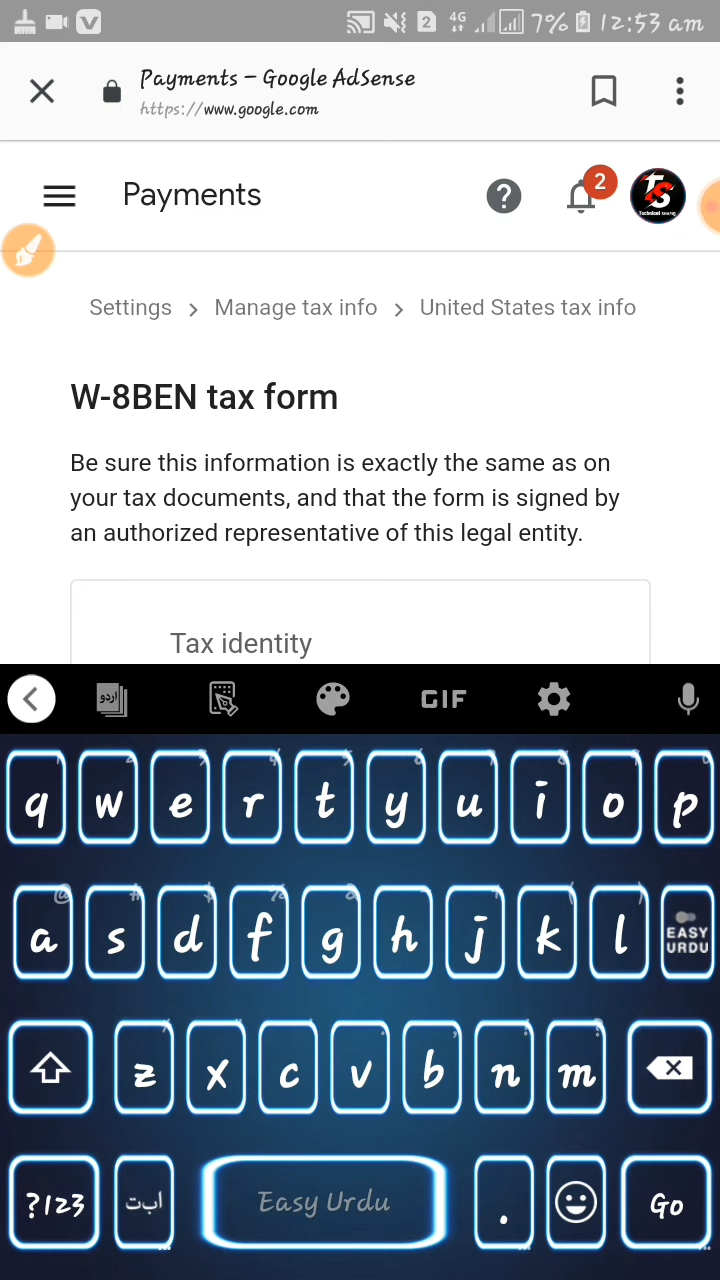 2 4G 7% 12:53 am
Payments – Google AdSense
https://www.google.com
Payments
2
Technical
Settings > Manage tax info > United States tax info
W-8BEN tax form
Be sure this information is exactly the same as on
your tax documents, and that the form is signed by
an authorized representative of this legal entity.
Tax identity
اردو GIF
q w e r t y u i o p
a s d f g h j k l EASY URDU
z x c v b n m
?123 ابت Easy Urdu . Go